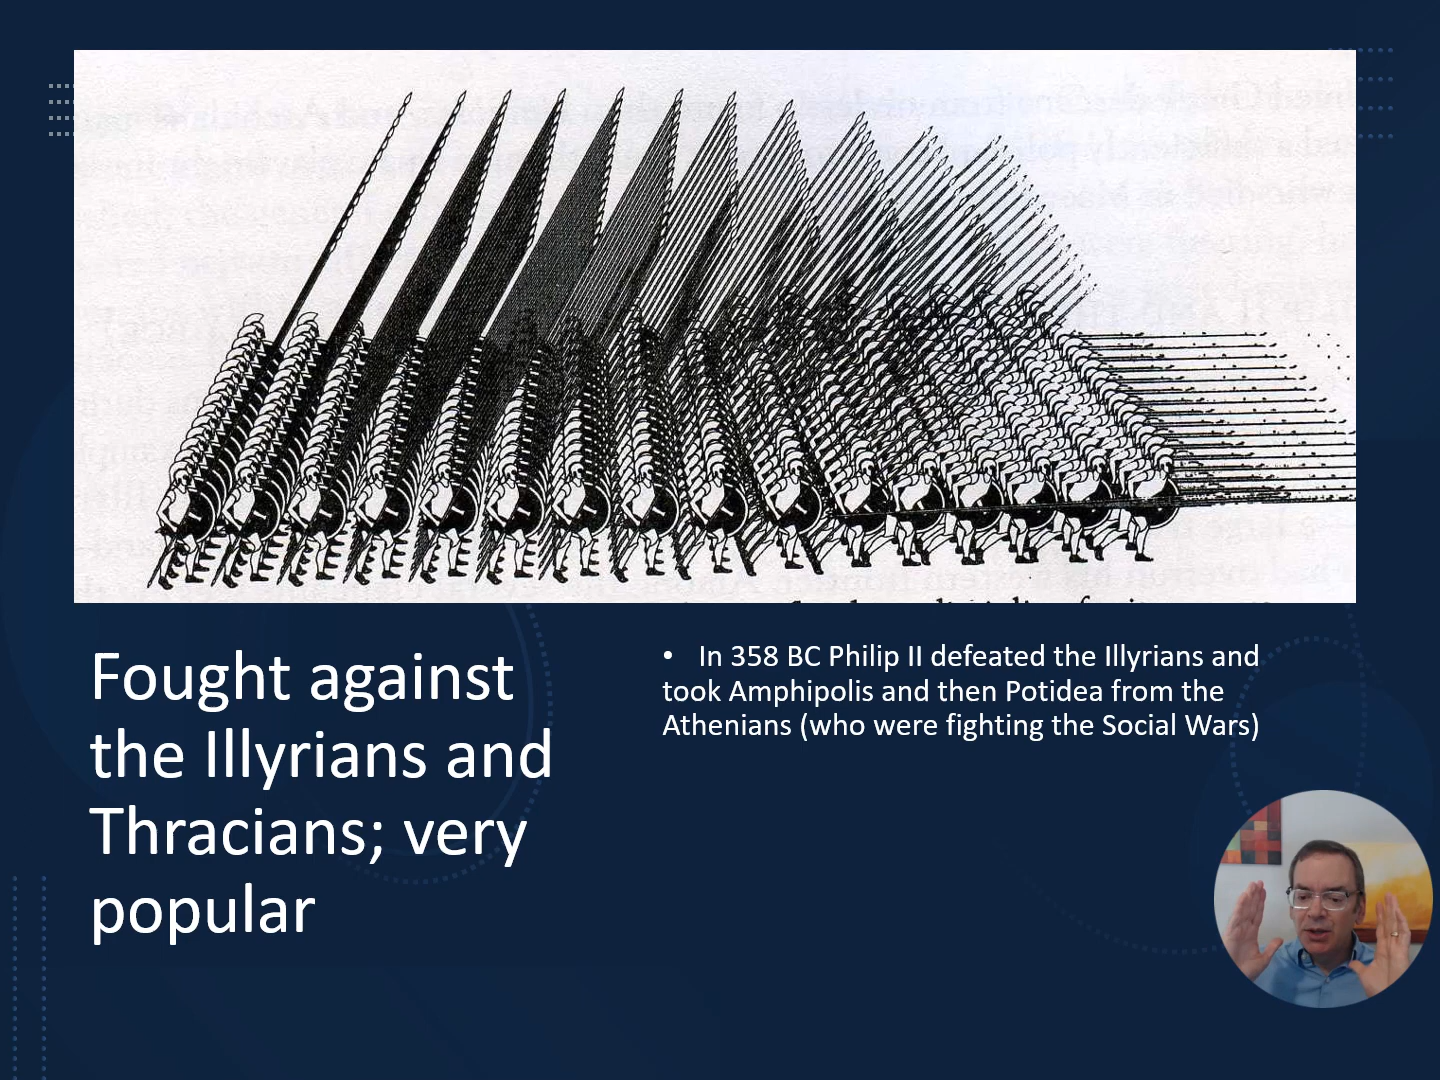 Fought against
the Illyrians and
Thracians; very
popular
• In 358 BC Philip II defeated the Illyrians and
took Amphipolis and then Potidea from the
Athenians (who were fighting the Social Wars)